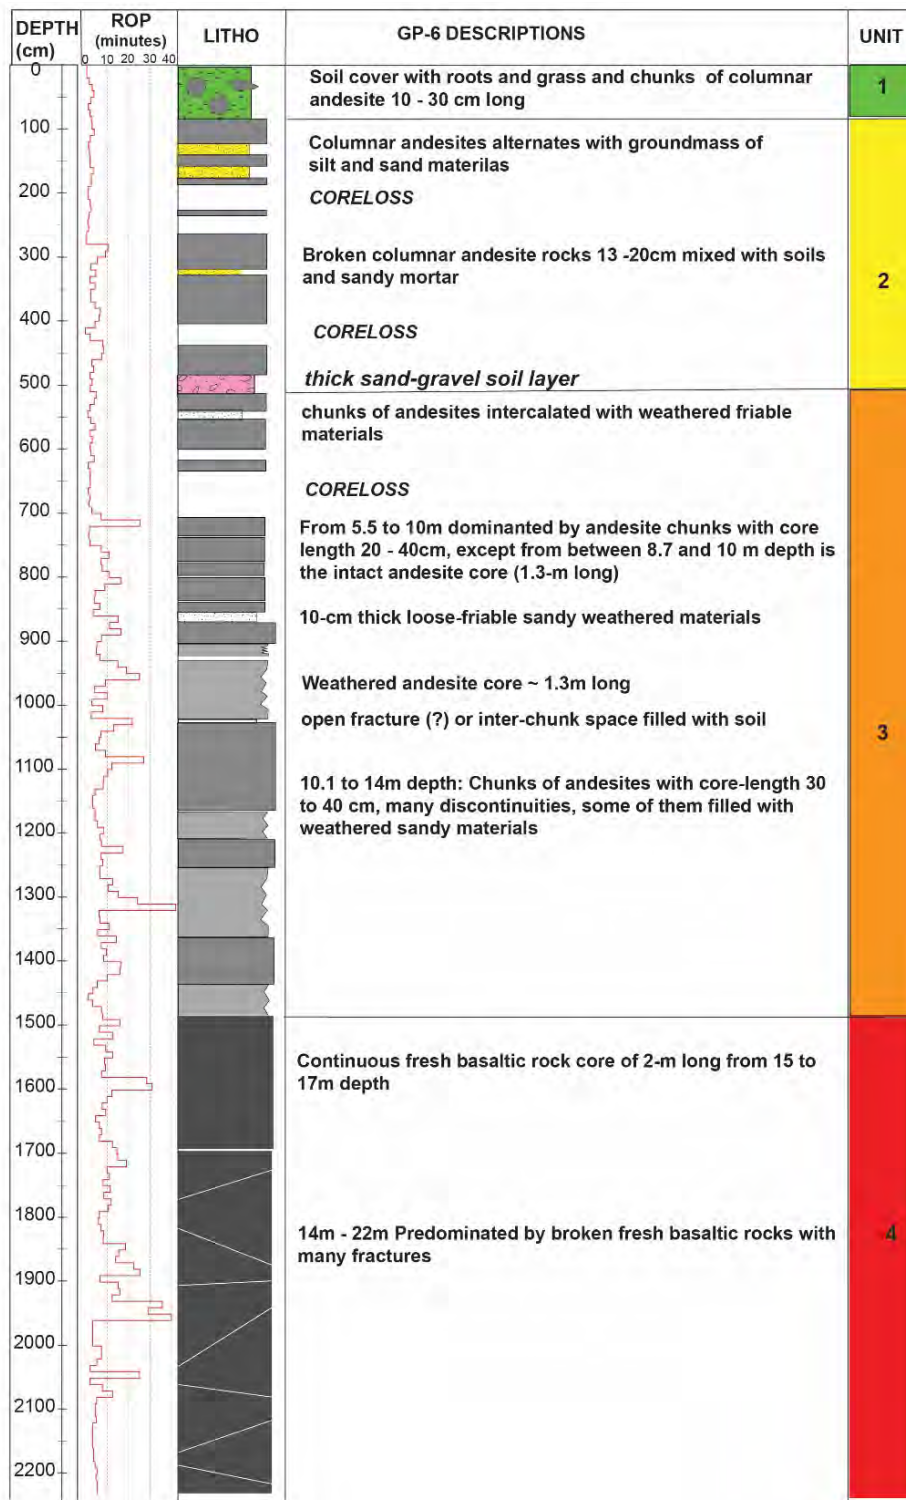 DEPTH
(cm)
ROP
(minutes)
0 10 20 30 40
LITHO
GP-6 DESCRIPTIONS
UNIT
0
100
200
300
400
500
600
700
800
900
1000
1100
1200
1300
1400
1500
1600
1700
1800
1900
2000
2100
2200
Soil cover with roots and grass and chunks of columnar
andesite 10 - 30 cm long
Columnar andesites alternates with groundmass of
silt and sand materilas
CORELOSS
Broken columnar andesite rocks 13 -20cm mixed with soils
and sandy mortar
CORELOSS
thick sand-gravel soil layer
chunks of andesites intercalated with weathered friable
materials
CORELOSS
From 5.5 to 10m dominanted by andesite chunks with core
length 20 - 40cm, except from between 8.7 and 10 m depth is
the intact andesite core (1.3-m long)
10-cm thick loose-friable sandy weathered materials
Weathered andesite core ~ 1.3m long
open fracture (?) or inter-chunk space filled with soil
10.1 to 14m depth: Chunks of andesites with core-length 30
to 40 cm, many discontinuities, some of them filled with
weathered sandy materials
Continuous fresh basaltic rock core of 2-m long from 15 to
17m depth
14m - 22m Predominated by broken fresh basaltic rocks with
many fractures
1
2
3
4